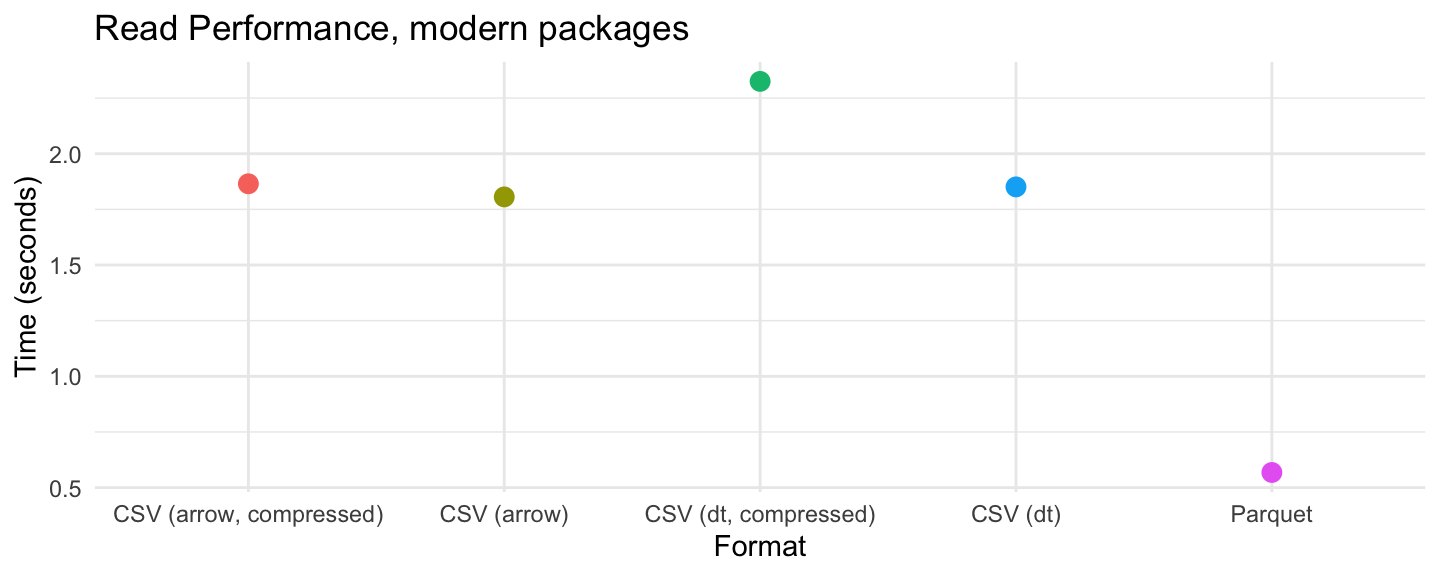 Read Performance, modern packages
Time (seconds)
2.0
1.5
1.0
0.5
CSV (arrow, compressed) CSV (arrow) CSV (dt, compressed) CSV (dt) Parquet
Format